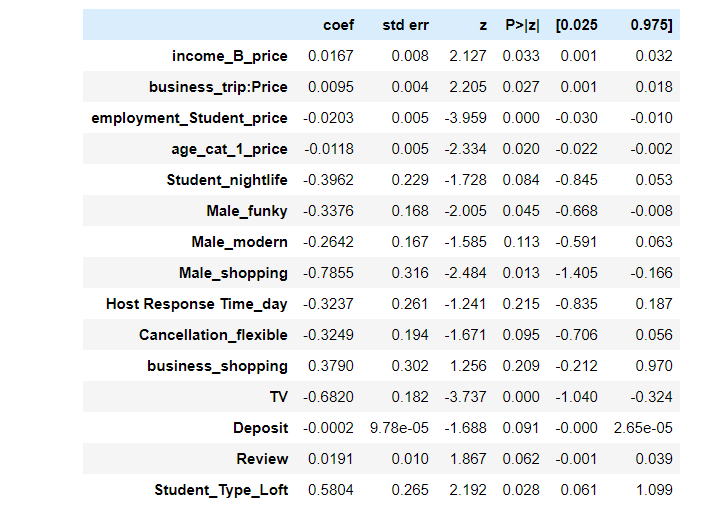 coef std err z P>|z| [0.025 0.975]
income_B_price 0.0167 0.008 2.127 0.033 0.001 0.032
business_trip:Price 0.0095 0.004 2.205 0.027 0.001 0.018
employment_Student_price -0.0203 0.005 -3.959 0.000 -0.030 -0.010
age_cat_1_price -0.0118 0.005 -2.334 0.020 -0.022 -0.002
Student_nightlife -0.3962 0.229 -1.728 0.084 -0.845 0.053
Male_funky -0.3376 0.168 -2.005 0.045 -0.668 -0.008
Male_modern -0.2642 0.167 -1.585 0.113 -0.591 0.063
Male_shopping -0.7855 0.316 -2.484 0.013 -1.405 -0.166
Host Response Time_day -0.3237 0.261 -1.241 0.215 -0.835 0.187
Cancellation_flexible -0.3249 0.194 -1.671 0.095 -0.706 0.056
business_shopping 0.3790 0.302 1.256 0.209 -0.212 0.970
TV -0.6820 0.182 -3.737 0.000 -1.040 -0.324
Deposit -0.0002 9.78e-05 -1.688 0.091 -0.000 2.65e-05
Review 0.0191 0.010 1.867 0.062 -0.001 0.039
Student_Type_Loft 0.5804 0.265 2.192 0.028 0.061 1.099